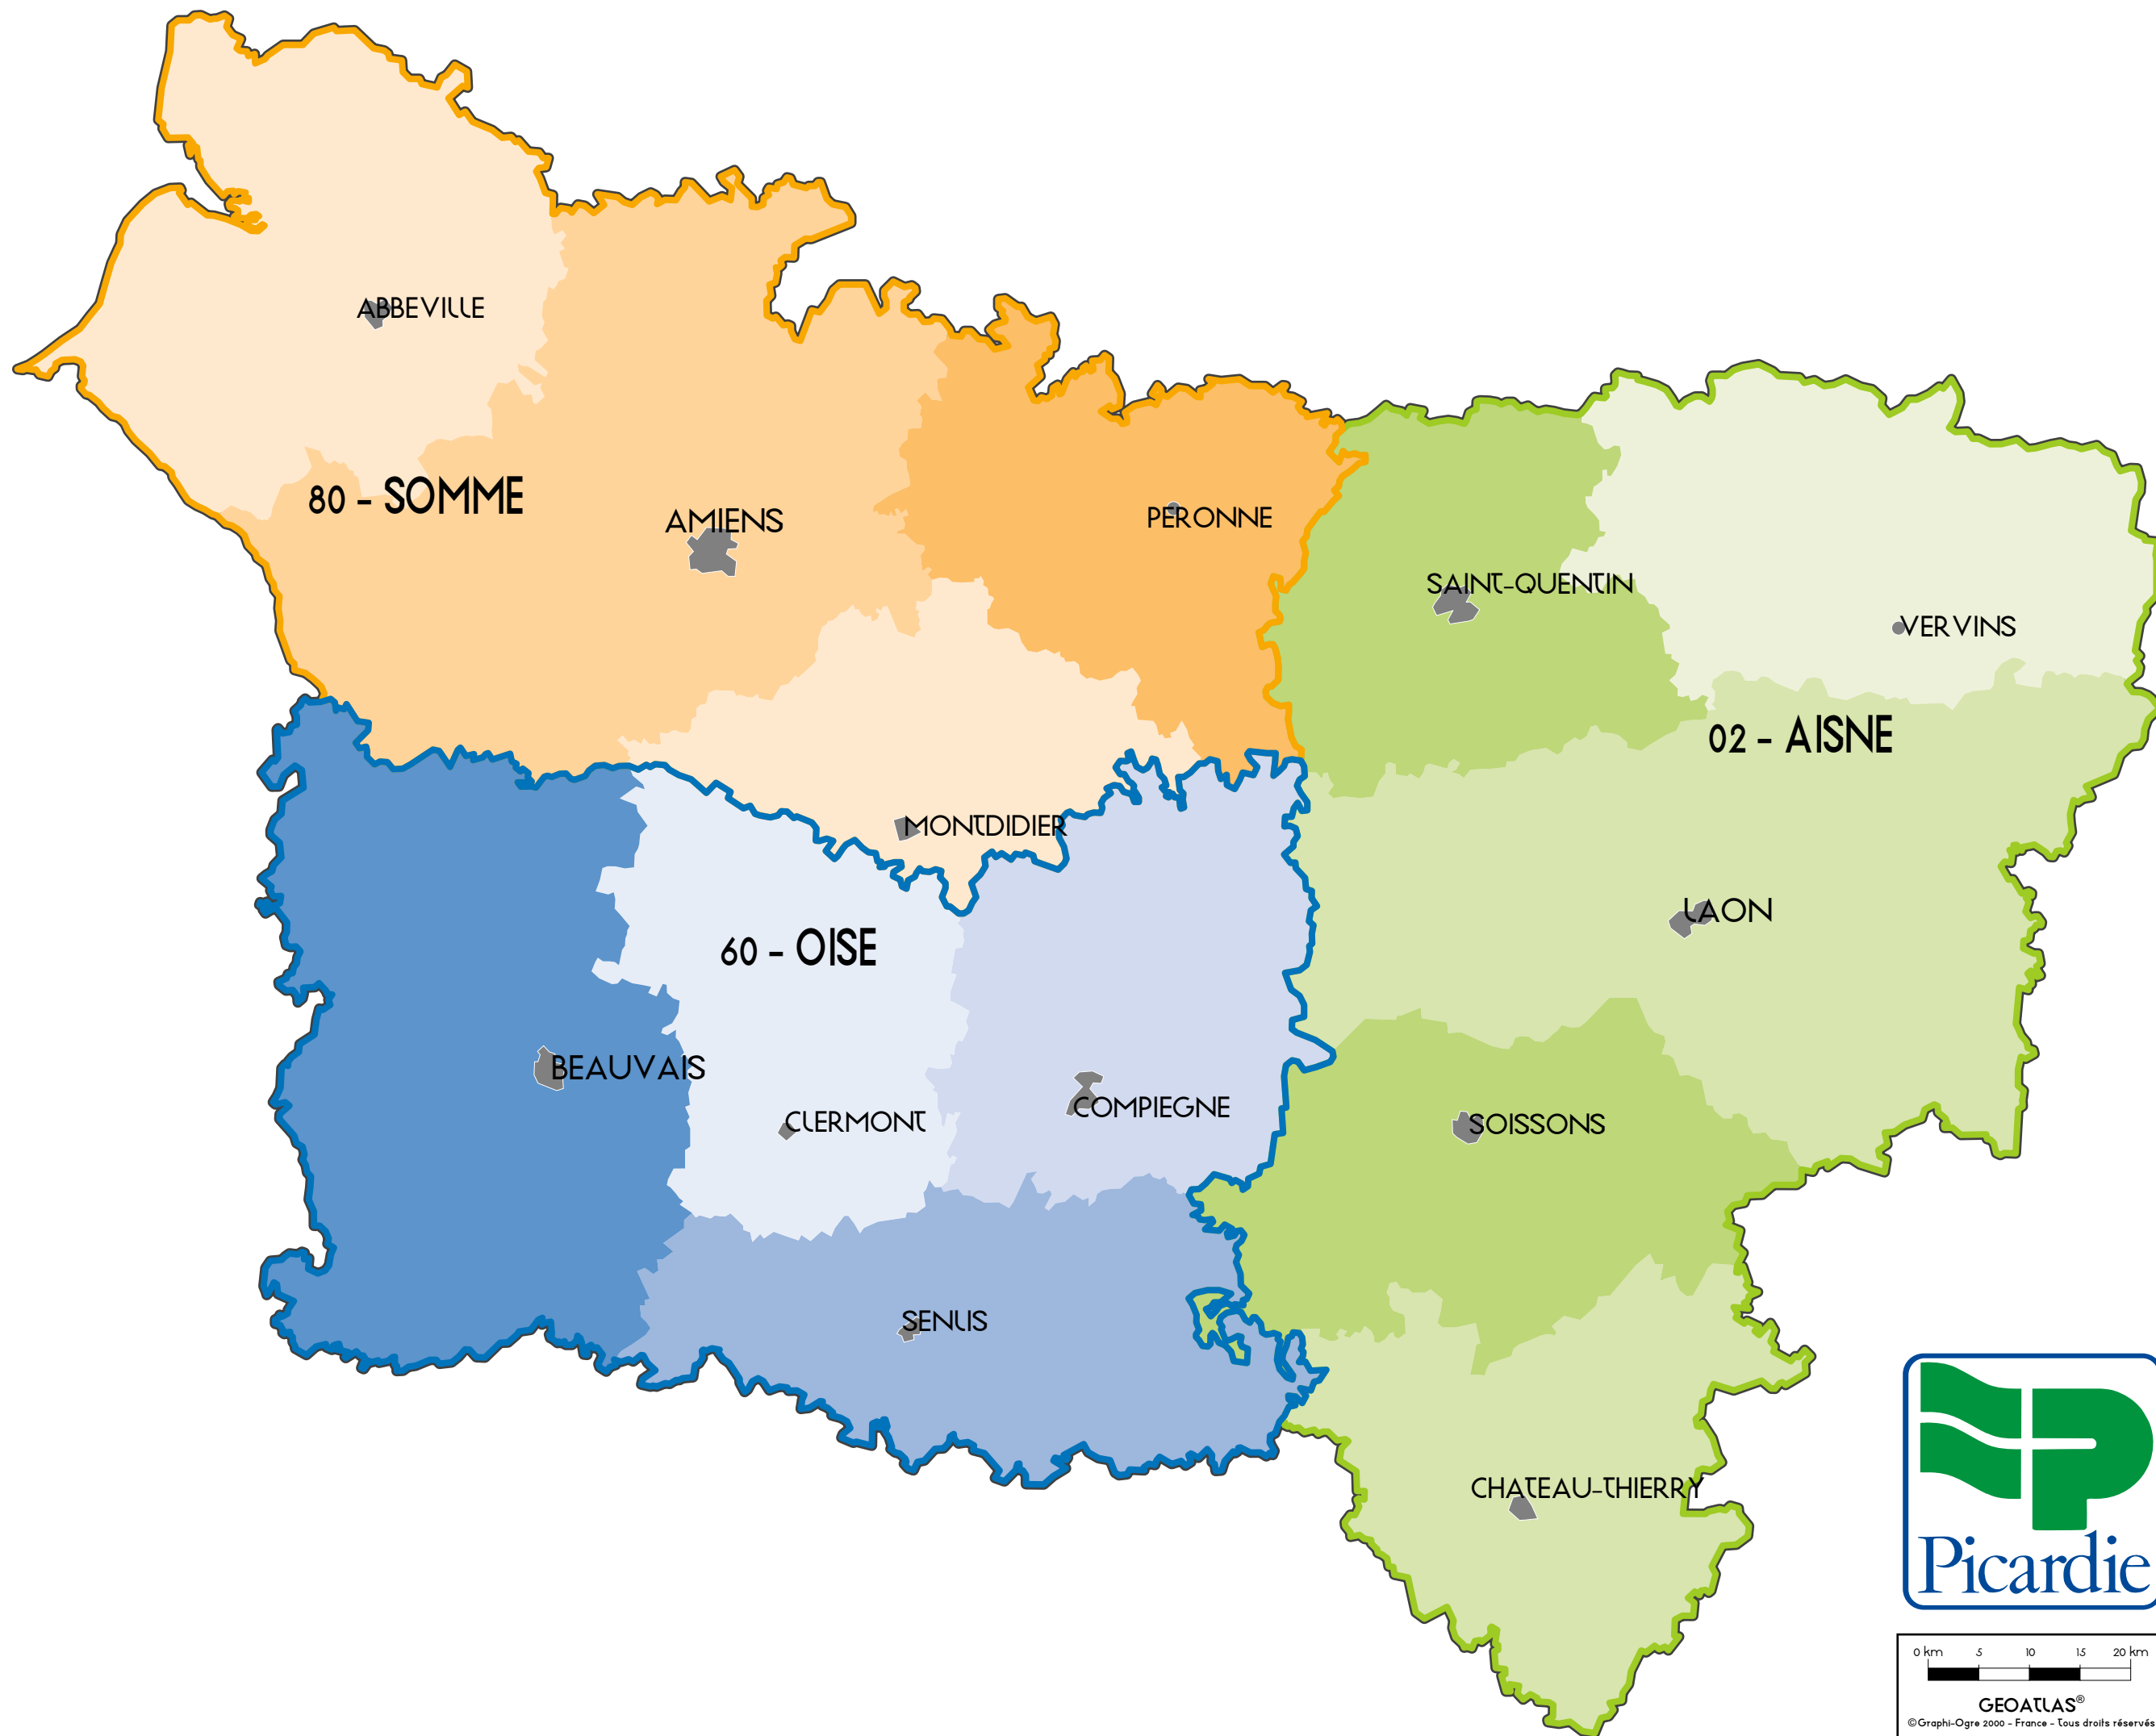 ABBEVILLE
80 - SOMME
AMIENS
PERONNE
SAINT-QUENTIN
VERVINS
02 - AISNE
MONTDIDIER
LAON
60 - OISE
BEAUVAIS
CLERMONT
COMPIEGNE
SOISSONS
SENLIS
CHATEAU-THIERRY
Picardie
0 km 5 10 15 20 km
GEOATLAS®
©Graphi-Ogre 2000 - France - Tous droits réservés